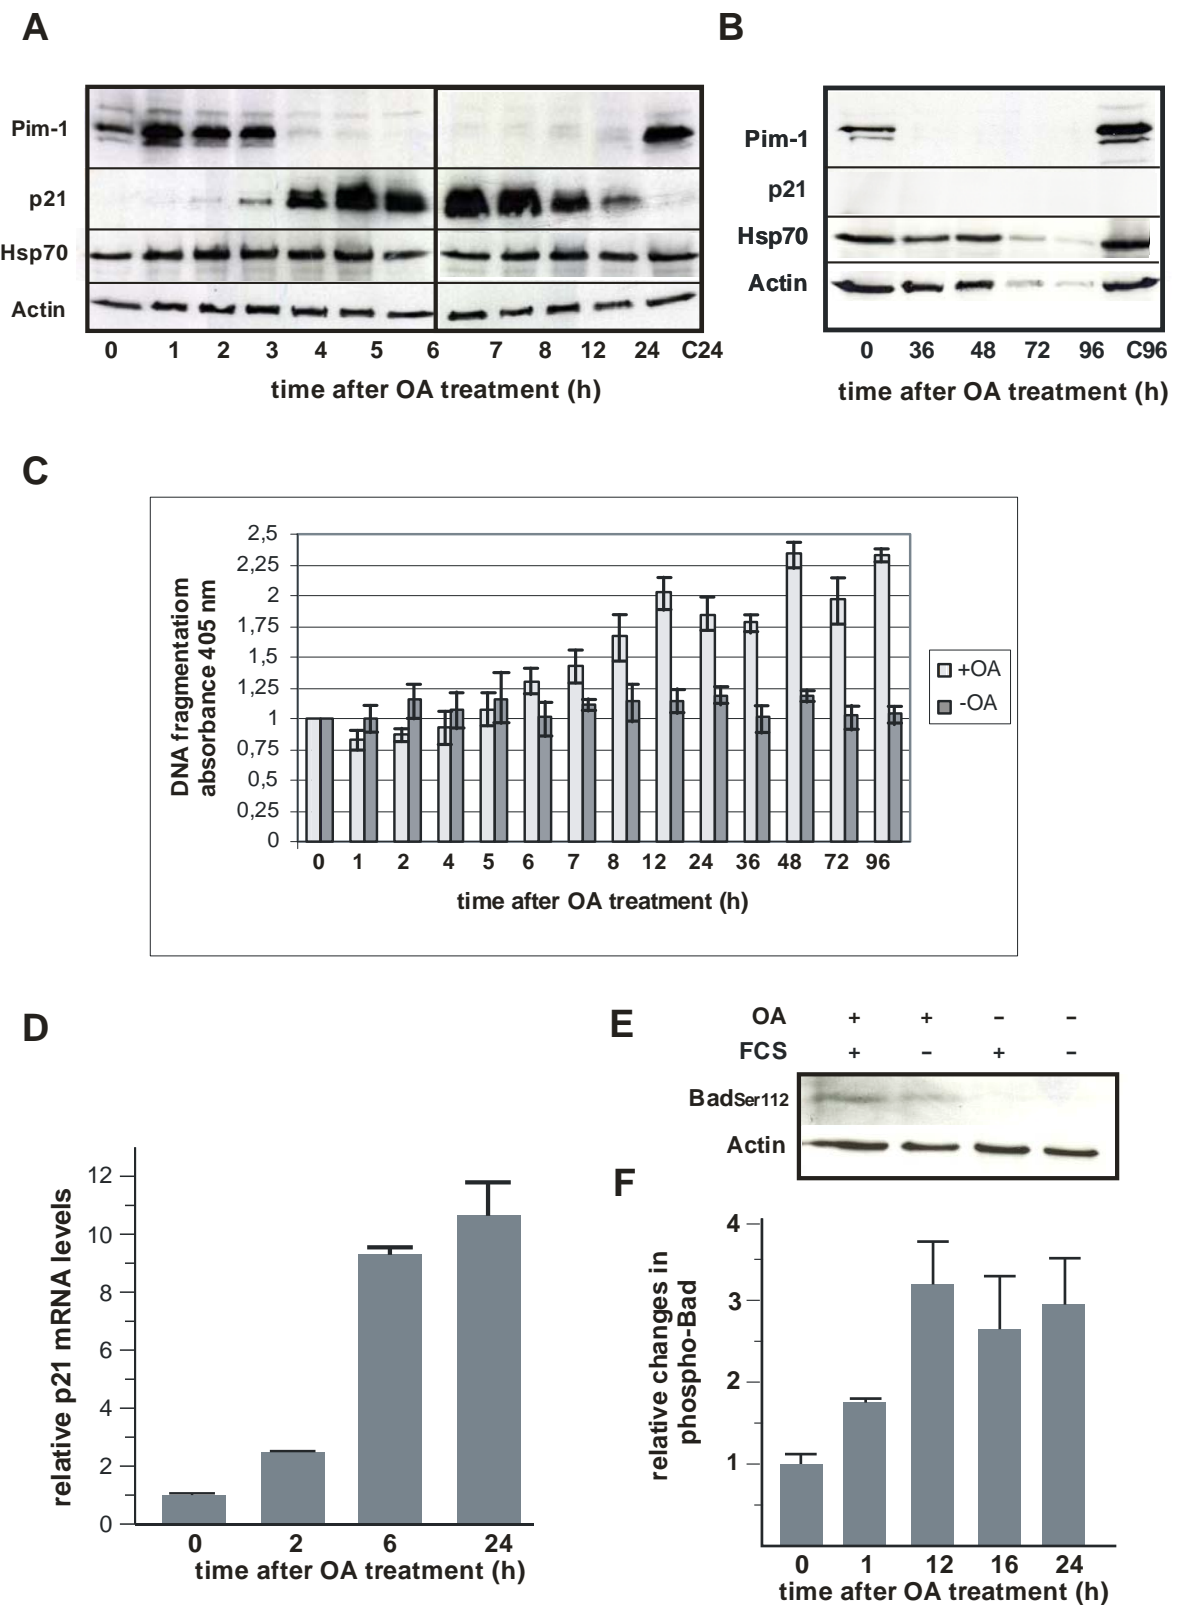 A
B
Pim-1
p21
Hsp70
Actin
0 1 2 3 4 5 6 7 8 12 24 C24
time after OA treatment (h)
Pim-1
p21
Hsp70
Actin
0 36 48 72 96 C96
time after OA treatment (h)
C
DNA fragmentatiom
absorbance 405 nm
2,5
2,25
2
1,75
1,5
1,25
1
0,75
0,5
0,25
0
0 1 2 4 5 6 7 8 12 24 36 48 72 96
time after OA treatment (h)
+OA
-OA
D
relative p21 mRNA levels
12
10
8
6
4
2
0
0 2 6 24
time after OA treatment (h)
E
OA + + − −
FCS + − + −
BadSer112
Actin
F
relative changes in
phospho-Bad
4
3
2
1
0 1 12 16 24
time after OA treatment (h)